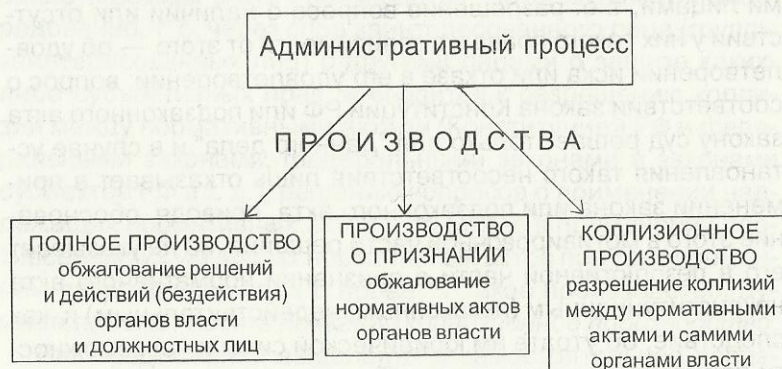 Административный процесс
ПРОИЗВОДСТВА
ПОЛНОЕ ПРОИЗВОДСТВО
обжалование решений
и действий (бездействия)
органов власти
и должностных лиц
ПРОИЗВОДСТВО
О ПРИЗНАНИИ
обжалование
нормативных актов
органов власти
КОЛЛИЗИОННОЕ
ПРОИЗВОДСТВО
разрешение коллизий
между нормативными
актами и самими
органами власти